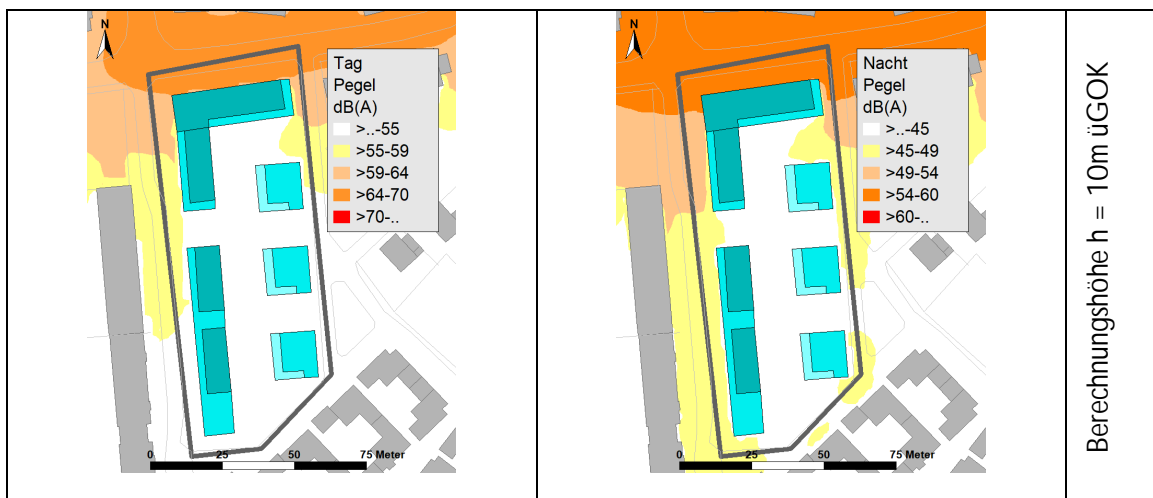 N
Tag
Pegel
dB(A)
>..-55
>55-59
>59-64
>64-70
>70-..
0 25 50 75 Meter
N
Nacht
Pegel
dB(A)
>..-45
>45-49
>49-54
>54-60
>60-..
0 25 50 75 Meter
Berechnungshöhe h = 10m üGOK